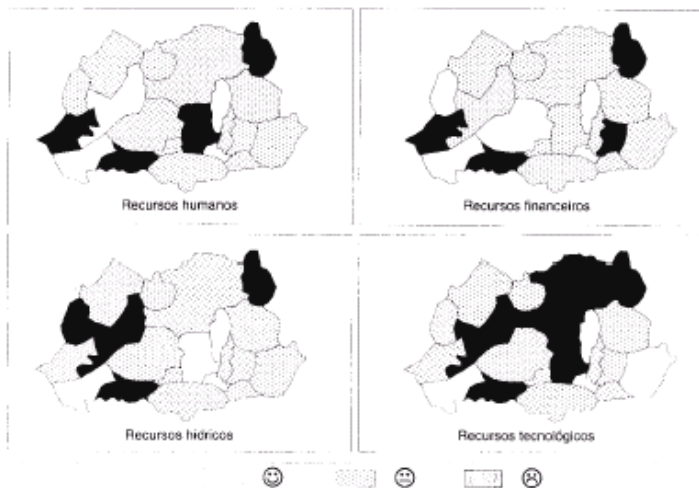 Recursos humanos
Recursos financeiros
Recursos hídricos
Recursos tecnológicos